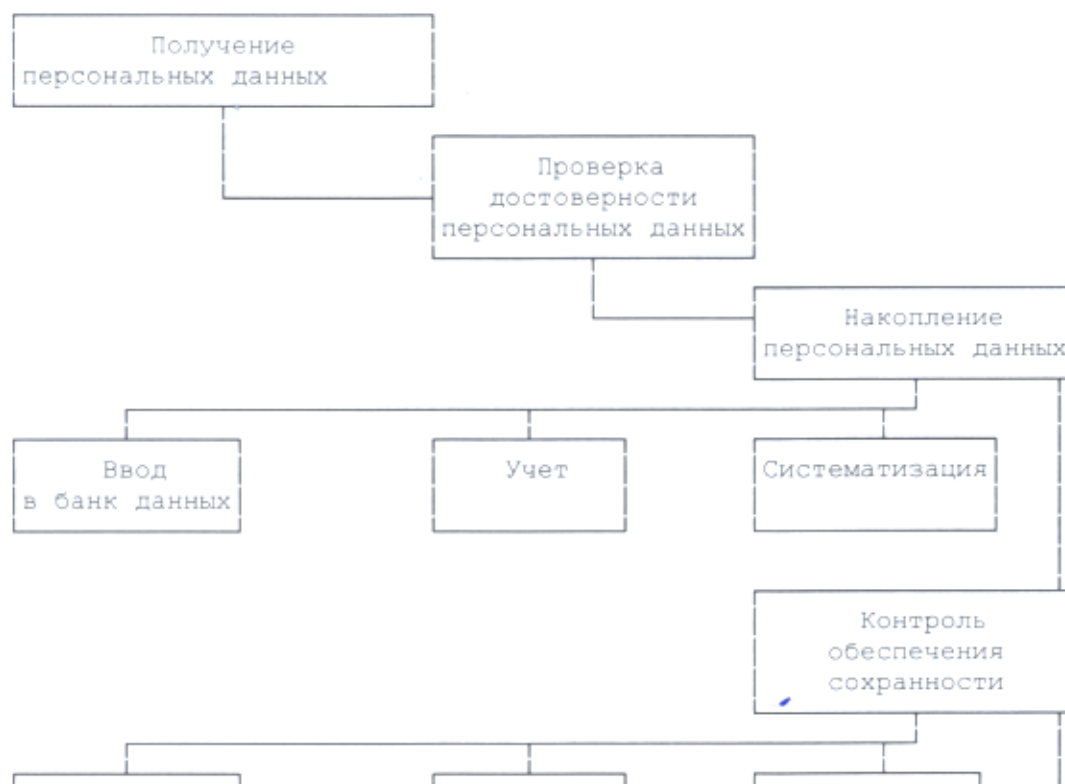 Получение
персональных данных
Проверка
достоверности
персональных данных
Накопление
персональных данных
Ввод
в банк данных
Учет
Систематизация
Контроль
обеспечения
сохранности